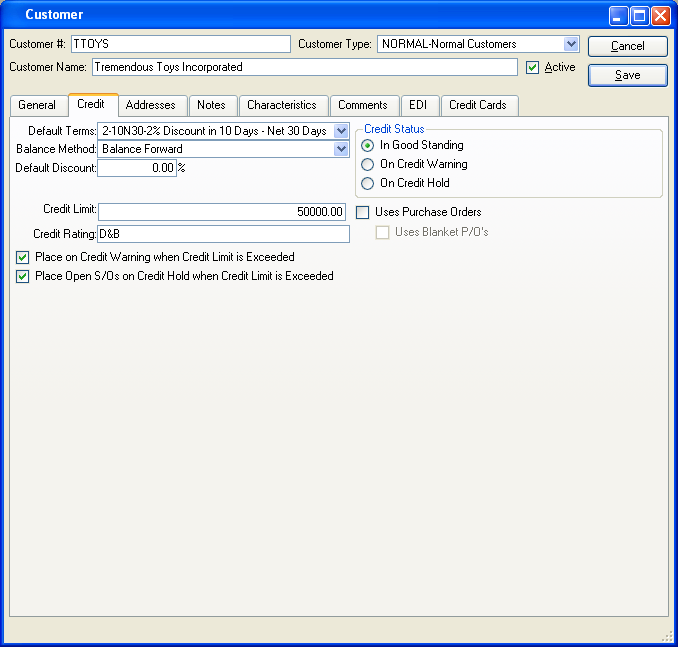 Customer
Customer #: TTOYS Customer Type: NORMAL-Normal Customers Cancel
Customer Name: Tremendous Toys Incorporated Active Save
General Credit Addresses Notes Characteristics Comments EDI Credit Cards
Default Terms: 2-10N30-2% Discount in 10 Days - Net 30 Days
Balance Method: Balance Forward
Default Discount: 0.00 %
Credit Limit: 50000.00
Credit Rating: D&B
Place on Credit Warning when Credit Limit is Exceeded
Place Open S/Os on Credit Hold when Credit Limit is Exceeded
Credit Status
In Good Standing
On Credit Warning
On Credit Hold
Uses Purchase Orders
Uses Blanket P/O's